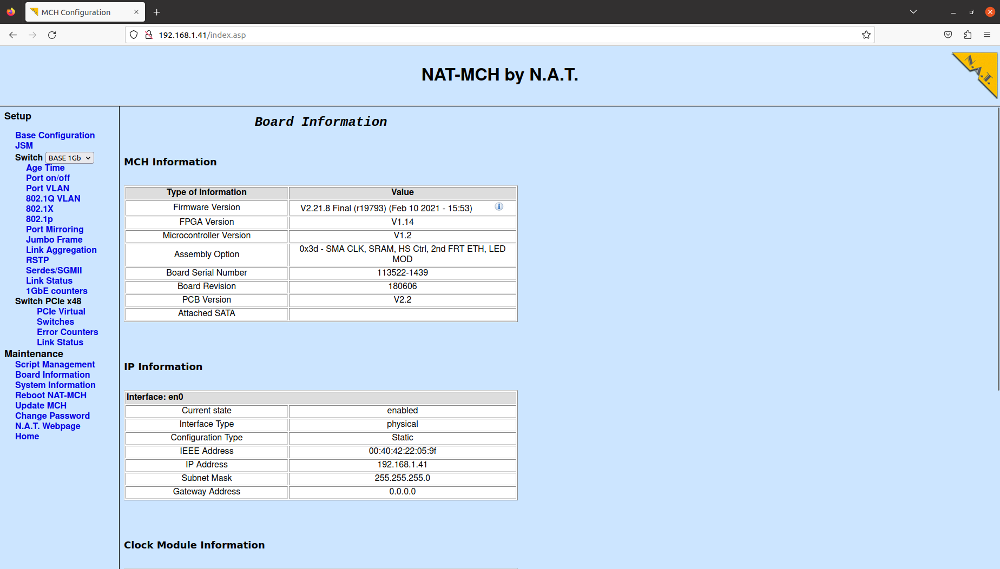 MCH Configuration
192.168.1.41/index.asp
NAT-MCH by N.A.T.
N.A.T.
Setup
Base Configuration
JSM
Switch BASE 1Gb
Age Time
Port on/off
Port VLAN
802.1Q VLAN
802.1X
802.1p
Port Mirroring
Jumbo Frame
Link Aggregation
RSTP
Serdes/SGMII
Link Status
1GbE counters
Switch PCIe x48
PCIe Virtual
Switches
Error Counters
Link Status
Maintenance
Script Management
Board Information
System Information
Reboot NAT-MCH
Update MCH
Change Password
N.A.T. Webpage
Home
Board Information
MCH Information
Type of Information Value
Firmware Version V2.21.8 Final (r19793) (Feb 10 2021 - 15:53)
FPGA Version V1.14
Microcontroller Version V1.2
Assembly Option 0x3d - SMA CLK, SRAM, HS Ctrl, 2nd FRT ETH, LED
MOD
Board Serial Number 113522-1439
Board Revision 180606
PCB Version V2.2
Attached SATA
IP Information
Interface: en0
Current state enabled
Interface Type physical
Configuration Type Static
IEEE Address 00:40:42:22:05:9f
IP Address 192.168.1.41
Subnet Mask 255.255.255.0
Gateway Address 0.0.0.0
Clock Module Information